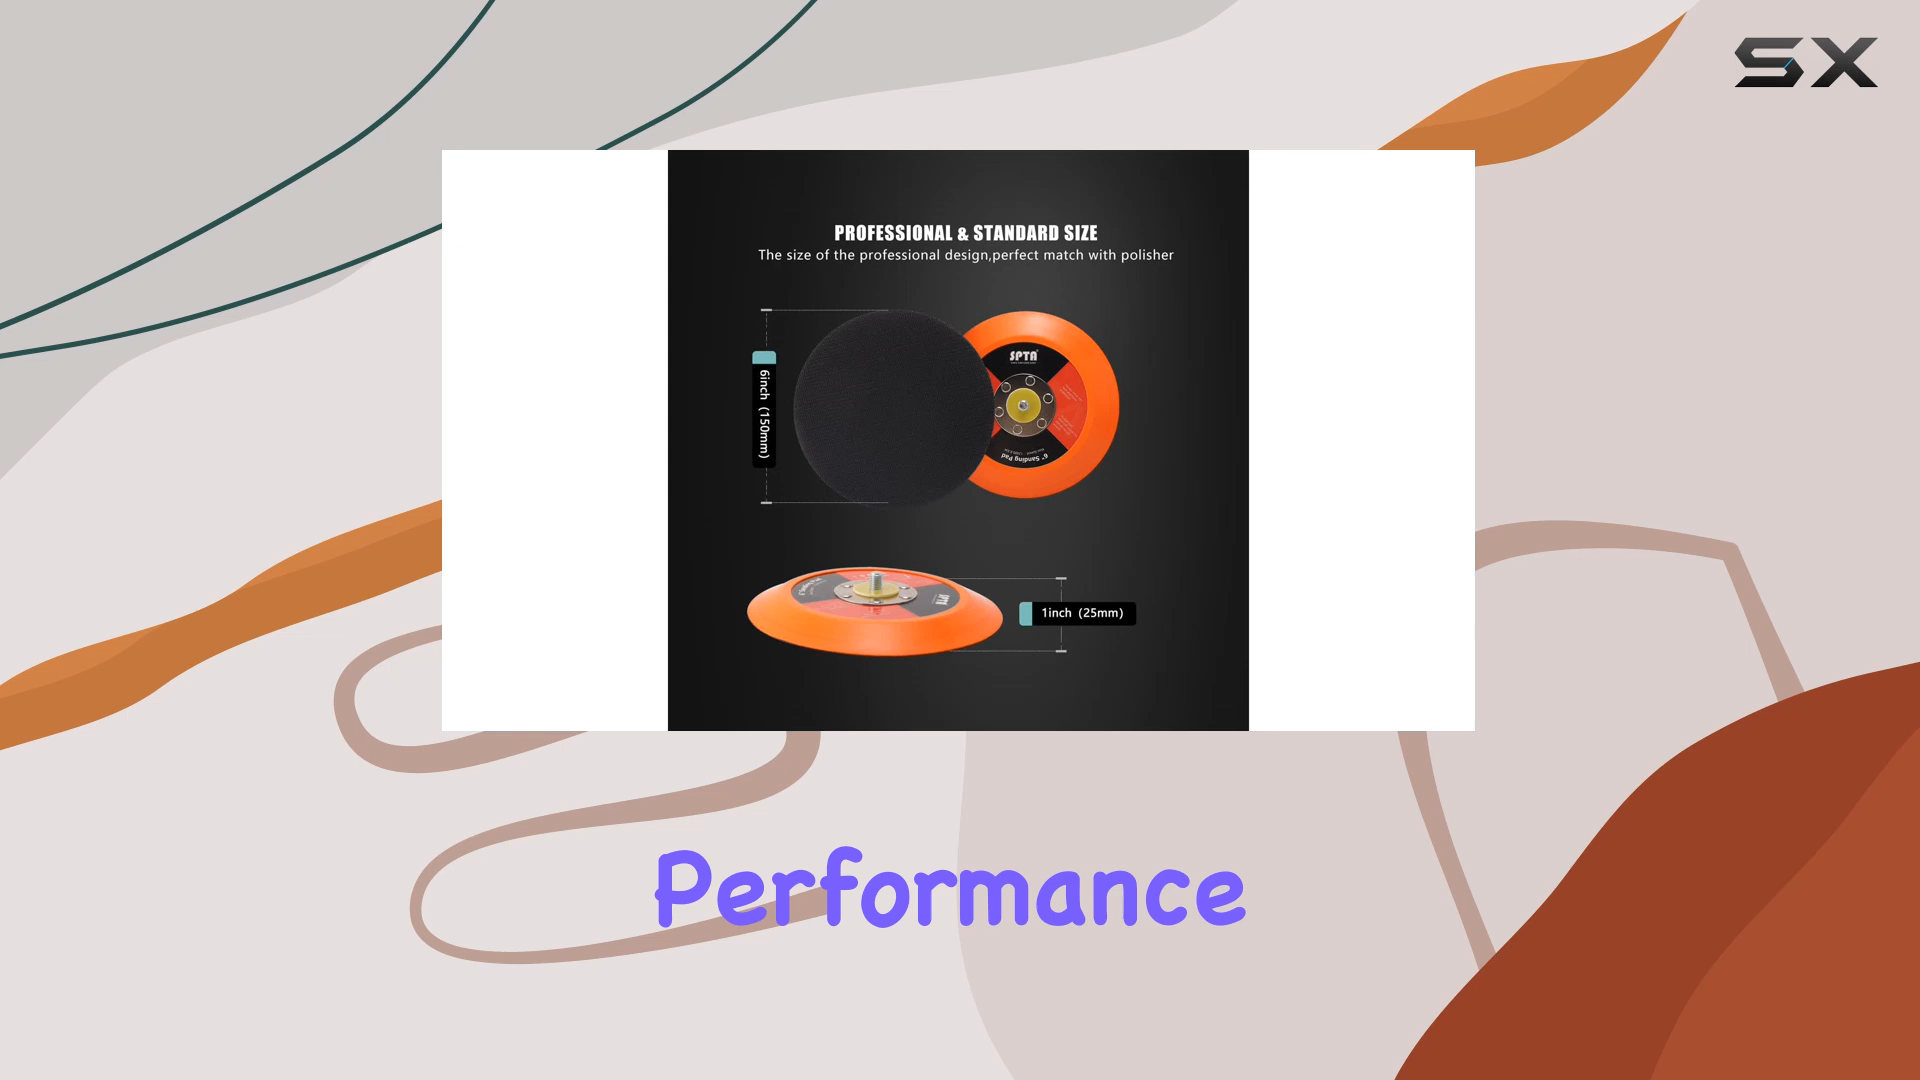 SX
PROFESSIONAL & STANDARD SIZE
The size of the professional design,perfect match with polisher
6inch (150mm)
SPTA
6" Sanding Pad
SPTA
1inch (25mm)
Performance